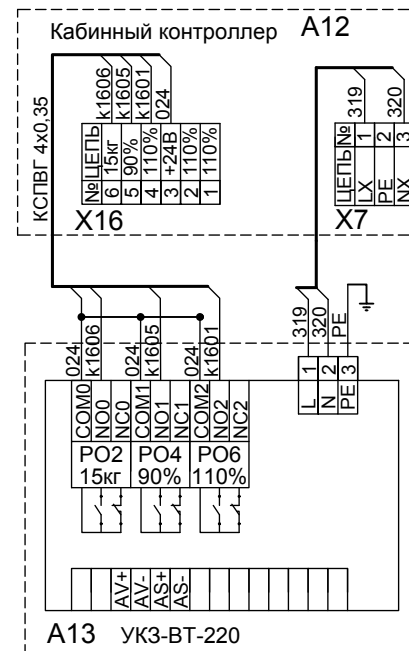 Кабинный контроллер A12
КСПВГ 4х0,35
k1606
k1605
k1601
024
№ ЦЕПЬ
6 15кг
5 90%
4 110%
3 +24В
2 110%
1 110%
X16
319
320
ЦЕПЬ №
LX 1
PE 2
NX 3
X7
024
k1606
024
k1605
024
k1601
319
320
PE
COM0
NO0
NC0
COM1
NO1
NC1
COM2
NO2
NC2
L 1
N 2
PE 3
PO2 PO4 PO6
15кг 90% 110%
AV+
AV-
AS+
AS-
A13 УКЗ-ВТ-220